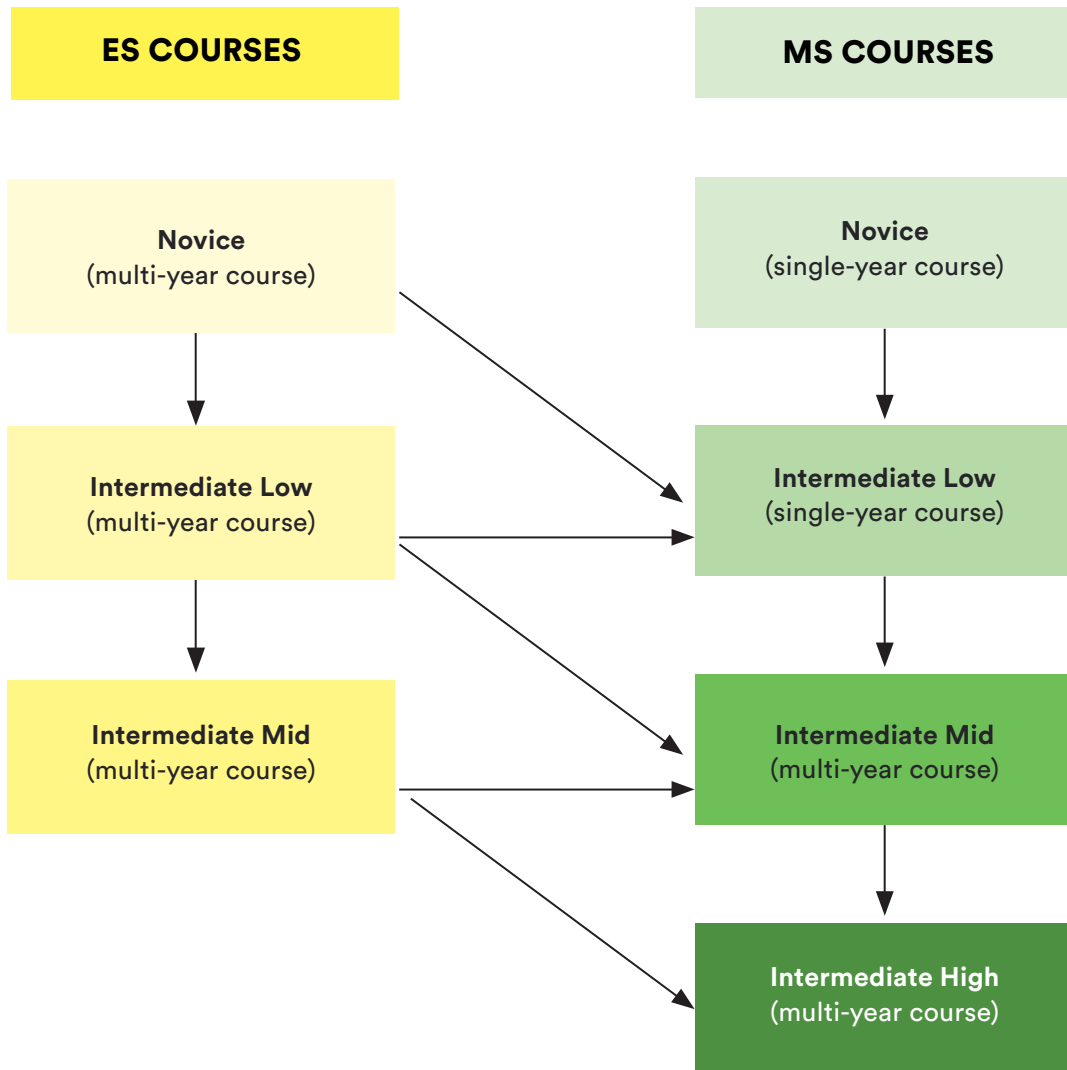 ES COURSES
MS COURSES
Novice
(multi-year course)
Novice
(single-year course)
Intermediate Low
(multi-year course)
Intermediate Low
(single-year course)
Intermediate Mid
(multi-year course)
Intermediate Mid
(multi-year course)
Intermediate High
(multi-year course)